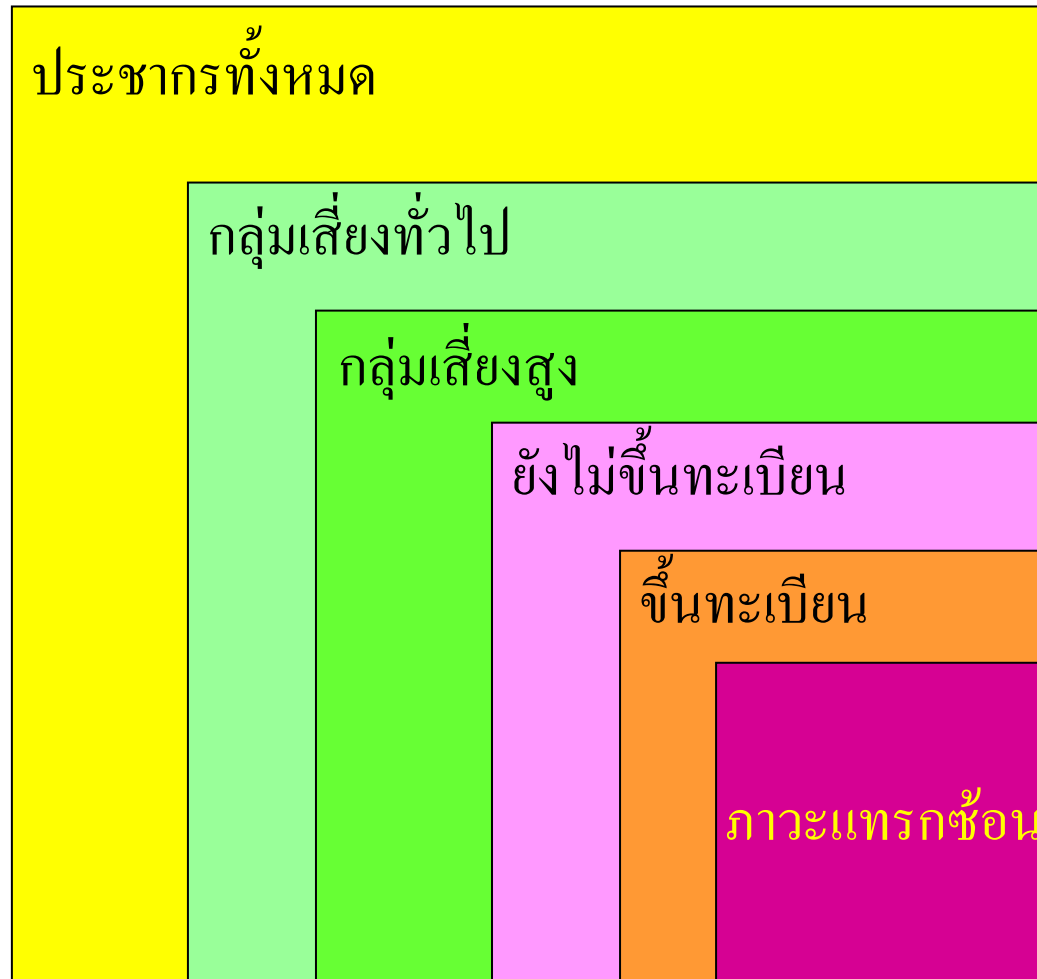 ประชากรทั้งหมด
กลุ่มเสี่ยงทั่วไป
กลุ่มเสี่ยงสูง
ยังไม่ขึ้นทะเบียน
ขึ้นทะเบียน
ภาวะแทรกซ้อน